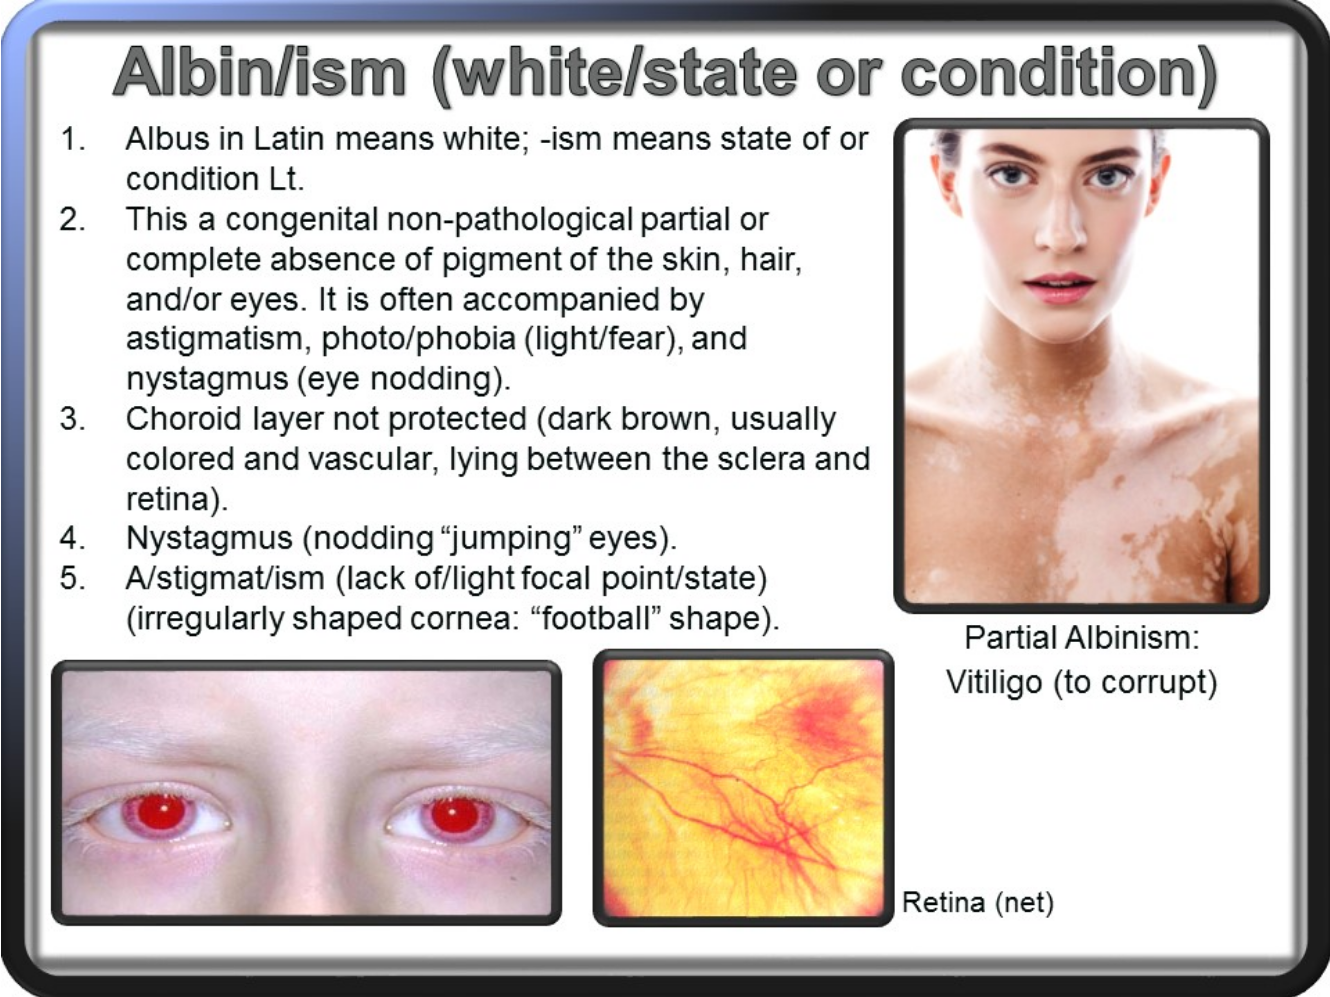 Albin/ism (white/state or condition)
1. Albus in Latin means white; -ism means state of or
condition Lt.
2. This a congenital non-pathological partial or
complete absence of pigment of the skin, hair,
and/or eyes. It is often accompanied by
astigmatism, photo/phobia (light/fear), and
nystagmus (eye nodding).
3. Choroid layer not protected (dark brown, usually
colored and vascular, lying between the sclera and
retina).
4. Nystagmus (nodding “jumping” eyes).
5. A/stigmat/ism (lack of/light focal point/state)
(irregularly shaped cornea: “football” shape).
Partial Albinism:
Vitiligo (to corrupt)
Retina (net)